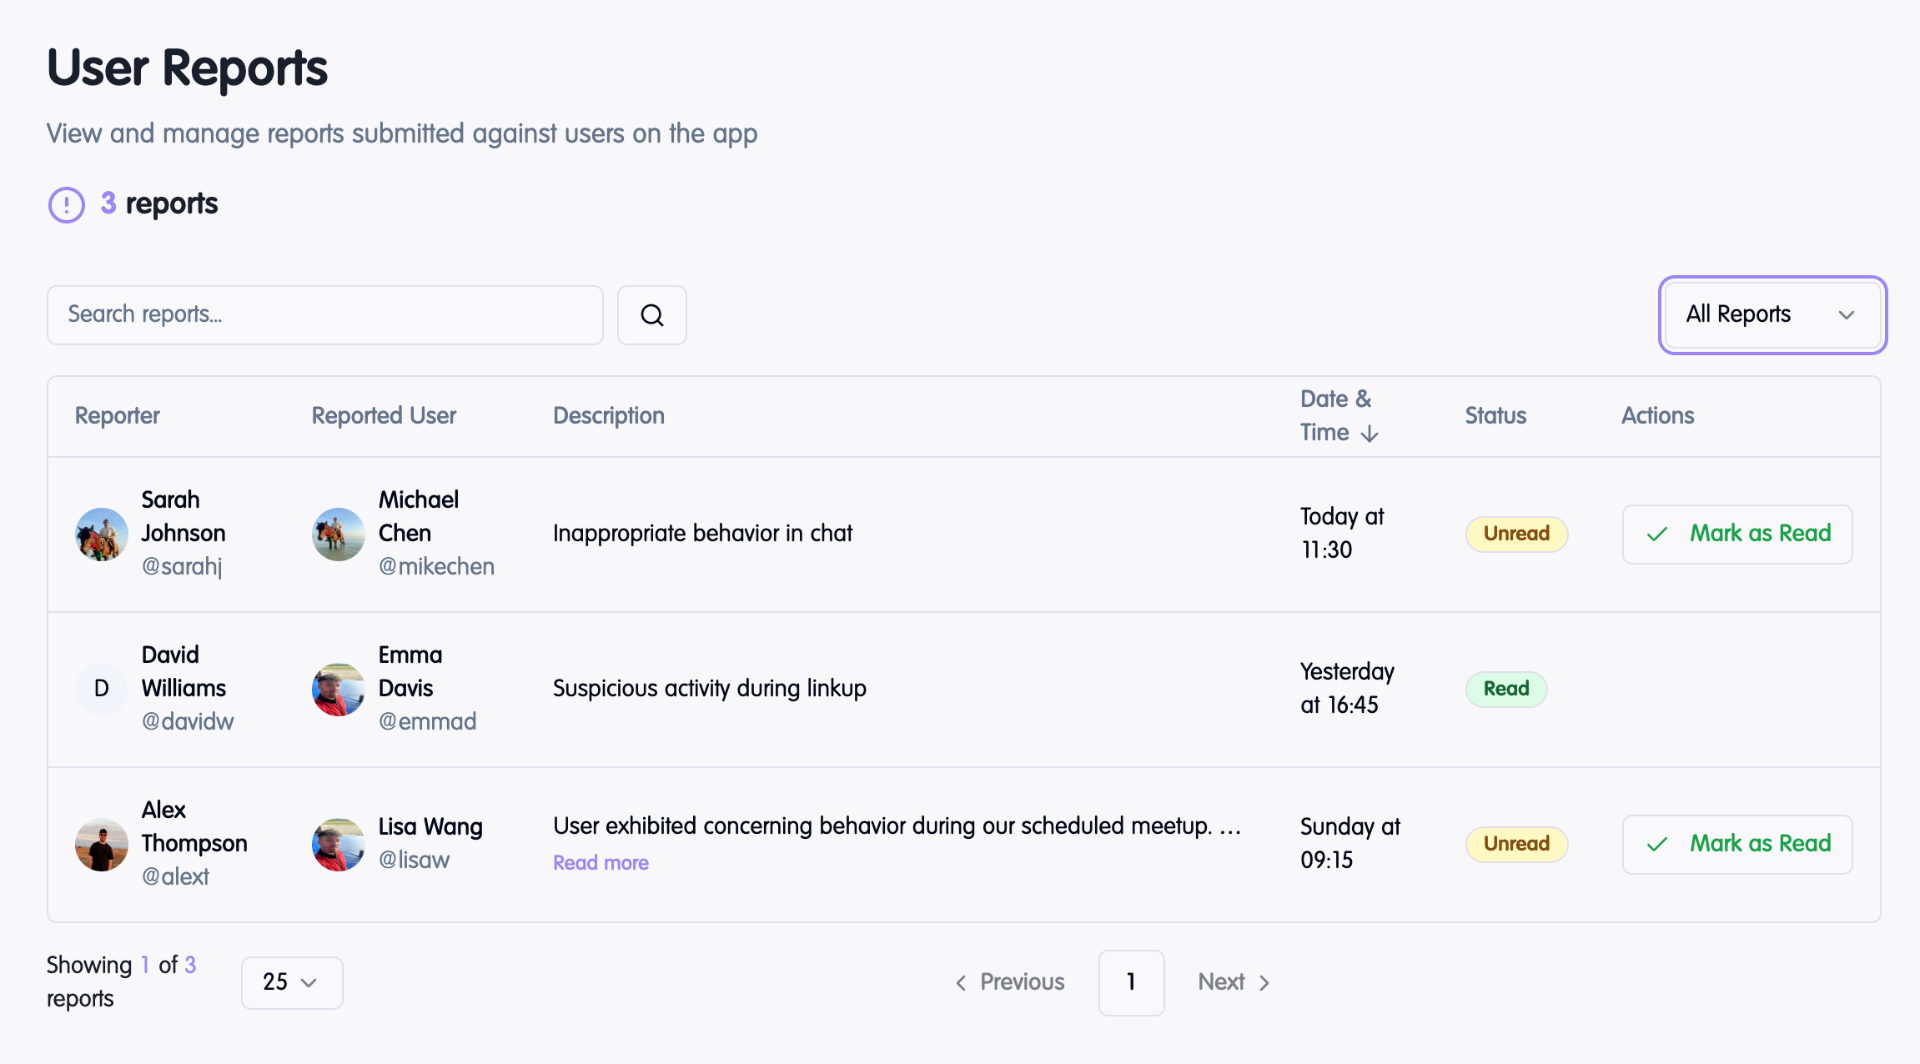 User Reports
View and manage reports submitted against users on the app
3 reports
Search reports...
All Reports
Reporter
Reported User
Description
Date &
Time
Status
Actions
Sarah
Johnson
@sarahj
Michael
Chen
@mikechen
Inappropriate behavior in chat
Today at
11:30
Unread
Mark as Read
D
David
Williams
@davidw
Emma
Davis
@emmad
Suspicious activity during linkup
Yesterday
at 16:45
Read
Alex
Thompson
@alext
Lisa Wang
@lisaw
User exhibited concerning behavior during our scheduled meetup. ...
Read more
Sunday at
09:15
Unread
Mark as Read
Showing 1 of 3
reports
25
Previous
1
Next